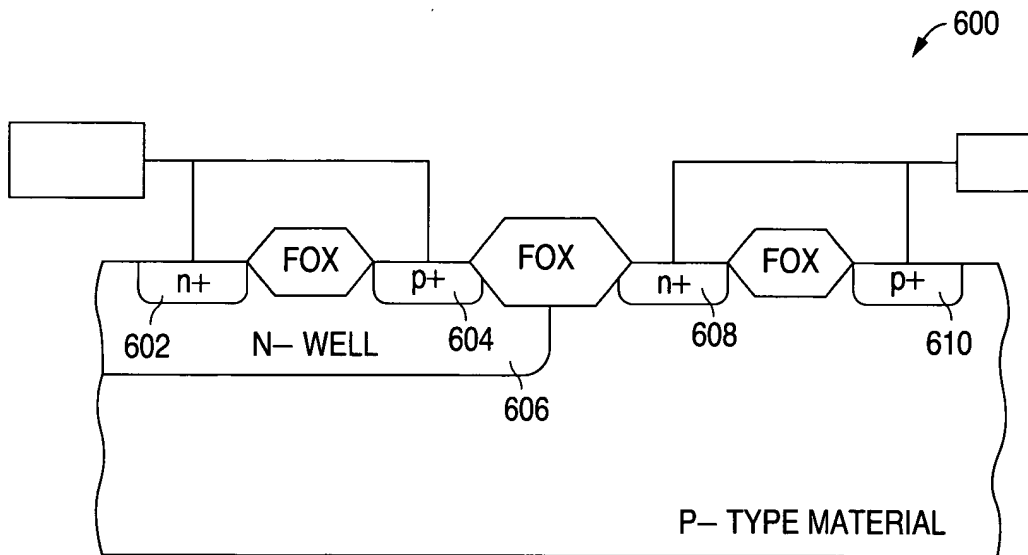 600
FOX
FOX
FOX
n+
p+
n+
p+
602
N– WELL
604
608
610
606
P– TYPE MATERIAL